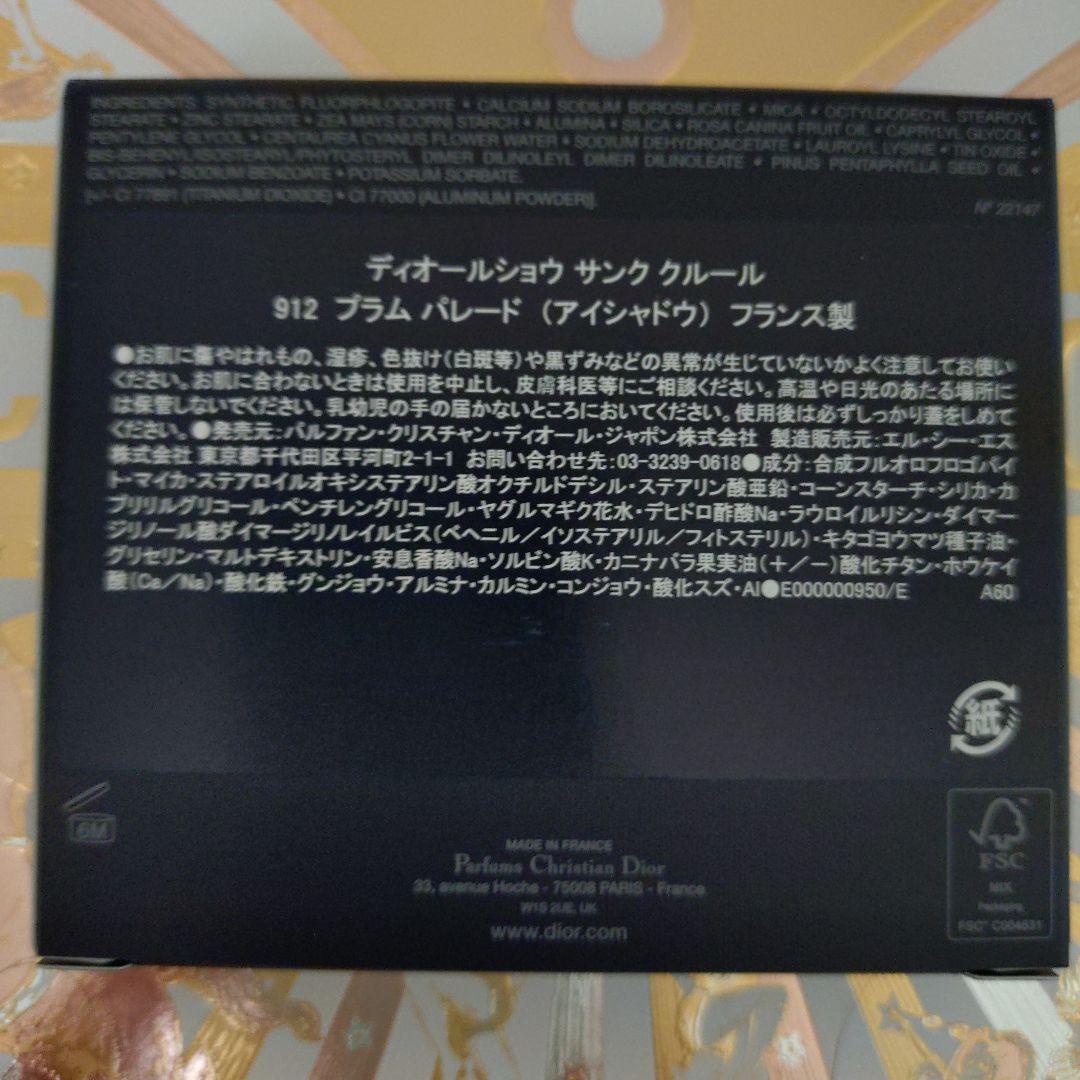 INGREDIENTS: SYNTHETIC FLUORPHLOGOPITE • CALCIUM SODIUM BOROSILICATE • MICA • OCTYLDODECYL STEAROYL
STEARATE • ZINC STEARATE • ZEA MAYS (CORN) STARCH • ALUMINA • SILICA • ROSA CANINA FRUIT OIL • CAPRYLYL GLYCOL •
PENTYLENE GLYCOL • CENTAUREA CYANUS FLOWER WATER • SODIUM DEHYDROACETATE • LAUROYL LYSINE • TIN OXIDE •
BIS-BEHENYL/ISOSTEARYL/PHYTOSTERYL DIMER DILINOLEYL DIMER DILINOLEATE • PINUS PENTAPHYLLA SEED OIL •
GLYCERIN • SODIUM BENZOATE • POTASSIUM SORBATE.
[+/- CI 77891 (TITANIUM DIOXIDE) • CI 77000 (ALUMINUM POWDER)].
N° 22147
ディオールショウ サンク クルール
912 プラム パレード （アイシャドウ） フランス製
●お肌に傷やはれもの、湿疹、色抜け(白斑等)や黒ずみなどの異常が生じていないかよく注意してお使い
ください。お肌に合わないときは使用を中止し、皮膚科医等にご相談ください。高温や日光のあたる場所に
は保管しないでください。乳幼児の手の届かないところにおいてください。使用後は必ずしっかり蓋をしめて
ください。●発売元:パルファン・クリスチャン・ディオール・ジャポン株式会社 製造販売元:エル・シー・エス
株式会社 東京都千代田区平河町2-1-1 お問い合わせ先:03-3239-0618●成分:合成フルオロフロゴパイ
ト・マイカ・ステアロイルオキシステアリン酸オクチルドデシル・ステアリン酸亜鉛・コーンスターチ・シリカ・カ
プリリルグリコール・ペンチレングリコール・ヤグルマギク花水・デヒドロ酢酸Na・ラウロイルリシン・ダイマー
ジリノール酸ダイマージリノレイルビス(ベヘニル/イソステアリル/フィトステリル)・キタゴヨウマツ種子油・
グリセリン・マルトデキストリン・安息香酸Na・ソルビン酸K・カニナバラ果実油(+/-)酸化チタン・ホウケイ
酸(Ca/Na)・酸化鉄・グンジョウ・アルミナ・カルミン・コンジョウ・酸化スズ・Al●E000000950/E A60
紙
6M
MADE IN FRANCE
Parfums Christian Dior
33, avenue Hoche - 75008 PARIS - France
W1S 2UE, UK
www.dior.com
FSC
MIX
Packaging
FSC™ C004531